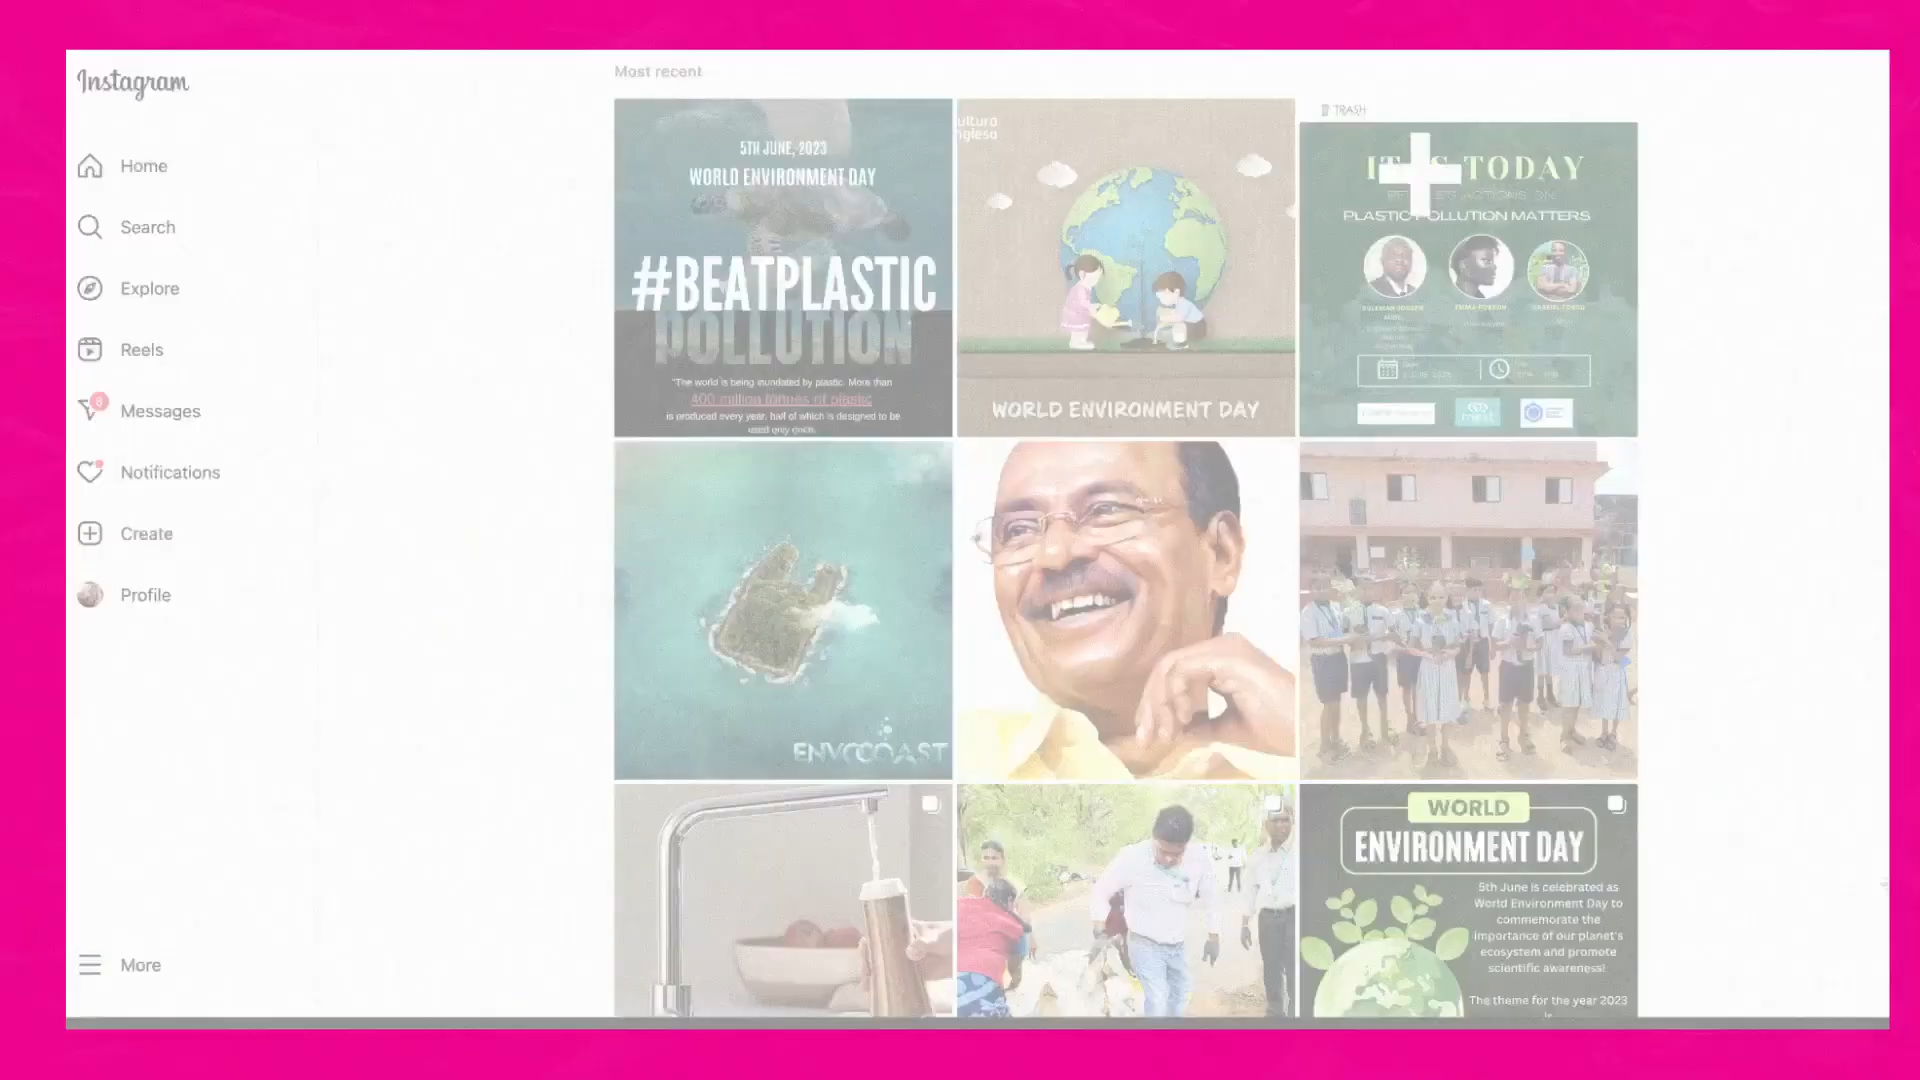 Instagram
Home
Search
Explore
Reels
8
Messages
Notifications
Create
Profile
More
Most recent
5TH JUNE, 2023
WORLD ENVIRONMENT DAY
#BEATPLASTIC
POLLUTION
"The world is being inundated by plastic. More than
400 million tonnes of plastic
is produced every year, half of which is designed to be
used only once.
WORLD ENVIRONMENT DAY
TRASH
TODAY
PLASTIC POLLUTION MATTERS
WORLD
ENVIRONMENT DAY
5th June is celebrated as
World Environment Day to
commemorate the
importance of our planet's
ecosystem and promote
scientific awareness!
The theme for the year 2023
is